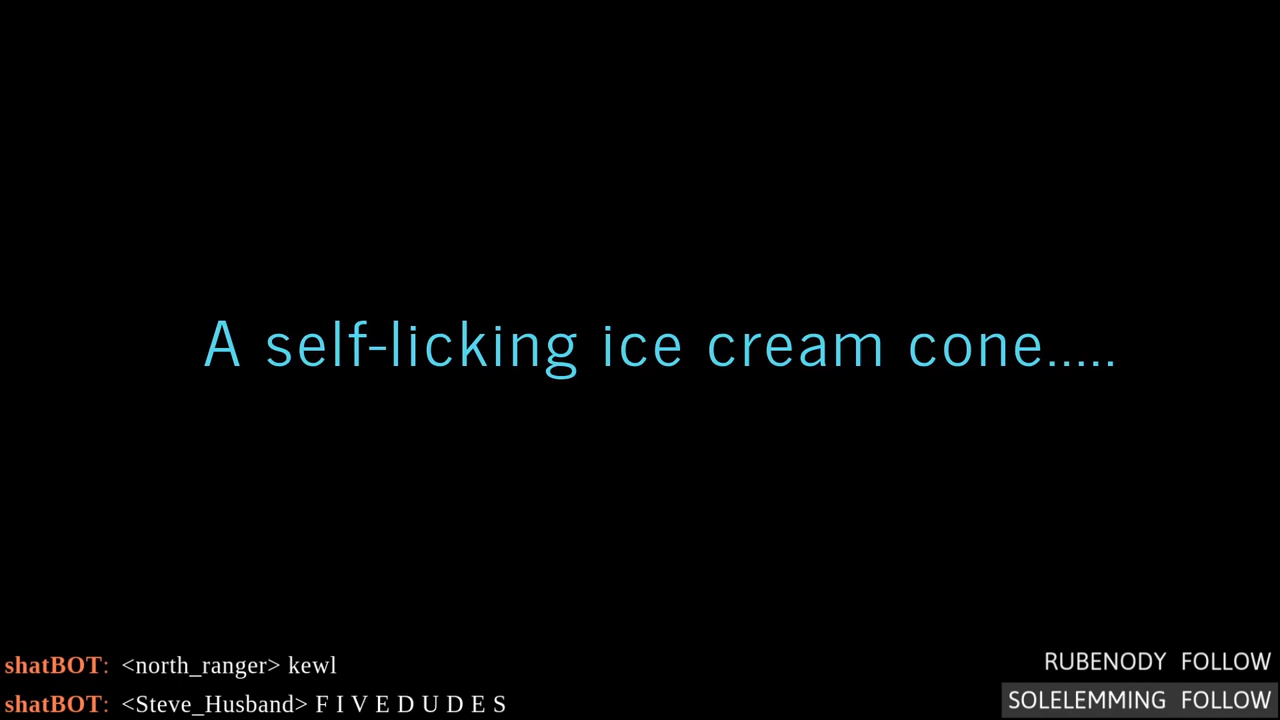 A self-licking ice cream cone.....
shatBOT: <north_ranger> kewl
RUBENODY FOLLOW
shatBOT: <Steve_Husband> F I V E D U D E S
SOLELEMMING FOLLOW